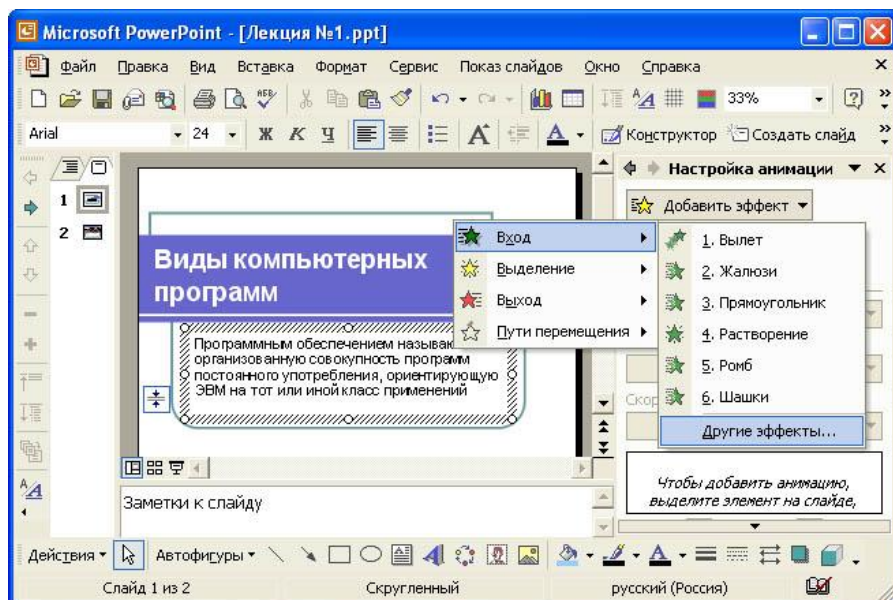 Microsoft PowerPoint - [Лекция №1.ppt]
Файл Правка Вид Вставка Формат Сервис Показ слайдов Окно Справка
33%
Arial 24 Ж К Ч Конструктор Создать слайд
Настройка анимации
Добавить эффект
1
2
Виды компьютерных
программ
Программным обеспечением называю
организованную совокупность программ
постоянного употребления, ориентирующую
ЭВМ на тот или иной класс применений
Вход
Выделение
Выход
Пути перемещения
1. Вылет
2. Жалюзи
3. Прямоугольник
4. Растворение
5. Ромб
6. Шашки
Другие эффекты...
Скор
Чтобы добавить анимацию,
выделите элемент на слайде,
Заметки к слайду
Действия Автофигуры
Слайд 1 из 2 Скругленный русский (Россия)